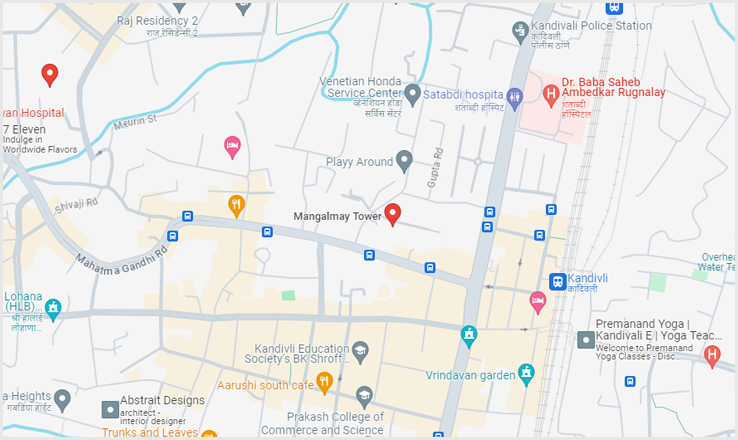 Raj Residency 2
राज रेसिडेन्सी 2
Kandivali Police Station
कांदिवली
पोलीस ठाणे
Venetian Honda
Service Center
व्हेनेशियन होंडा
सर्विस सेंटर
Satabdi hospita
शताब्दी हॉस्पिट
Dr. Baba Saheb
Ambedkar Rugnalay
शताब्दी
हॉस्पिटल
wan Hospital
7 Eleven
Indulge in
Worldwide Flavors
Meurin St
Playy Around
Gupta Rd
Shivaji Rd
Mangalmay Tower
Mahatma Gandhi Rd
Overhea
Water Ta
Kandivli
कांदिवली
Lohana
(HLB)...
श्री हालाई
लोहाणा...
Premanand Yoga |
Kandivali E | Yoga Teac...
Welcome to Premanand
Yoga Classes - Disc...
Kandivli Education
Society's BK Shroff...
Vrindavan garden
Aarushi south cafe
a Heights
गबडिया हाईट
Abstrait Designs
architect -
interior designer
Prakash College of
Commerce and Science
Trunks and Leaves